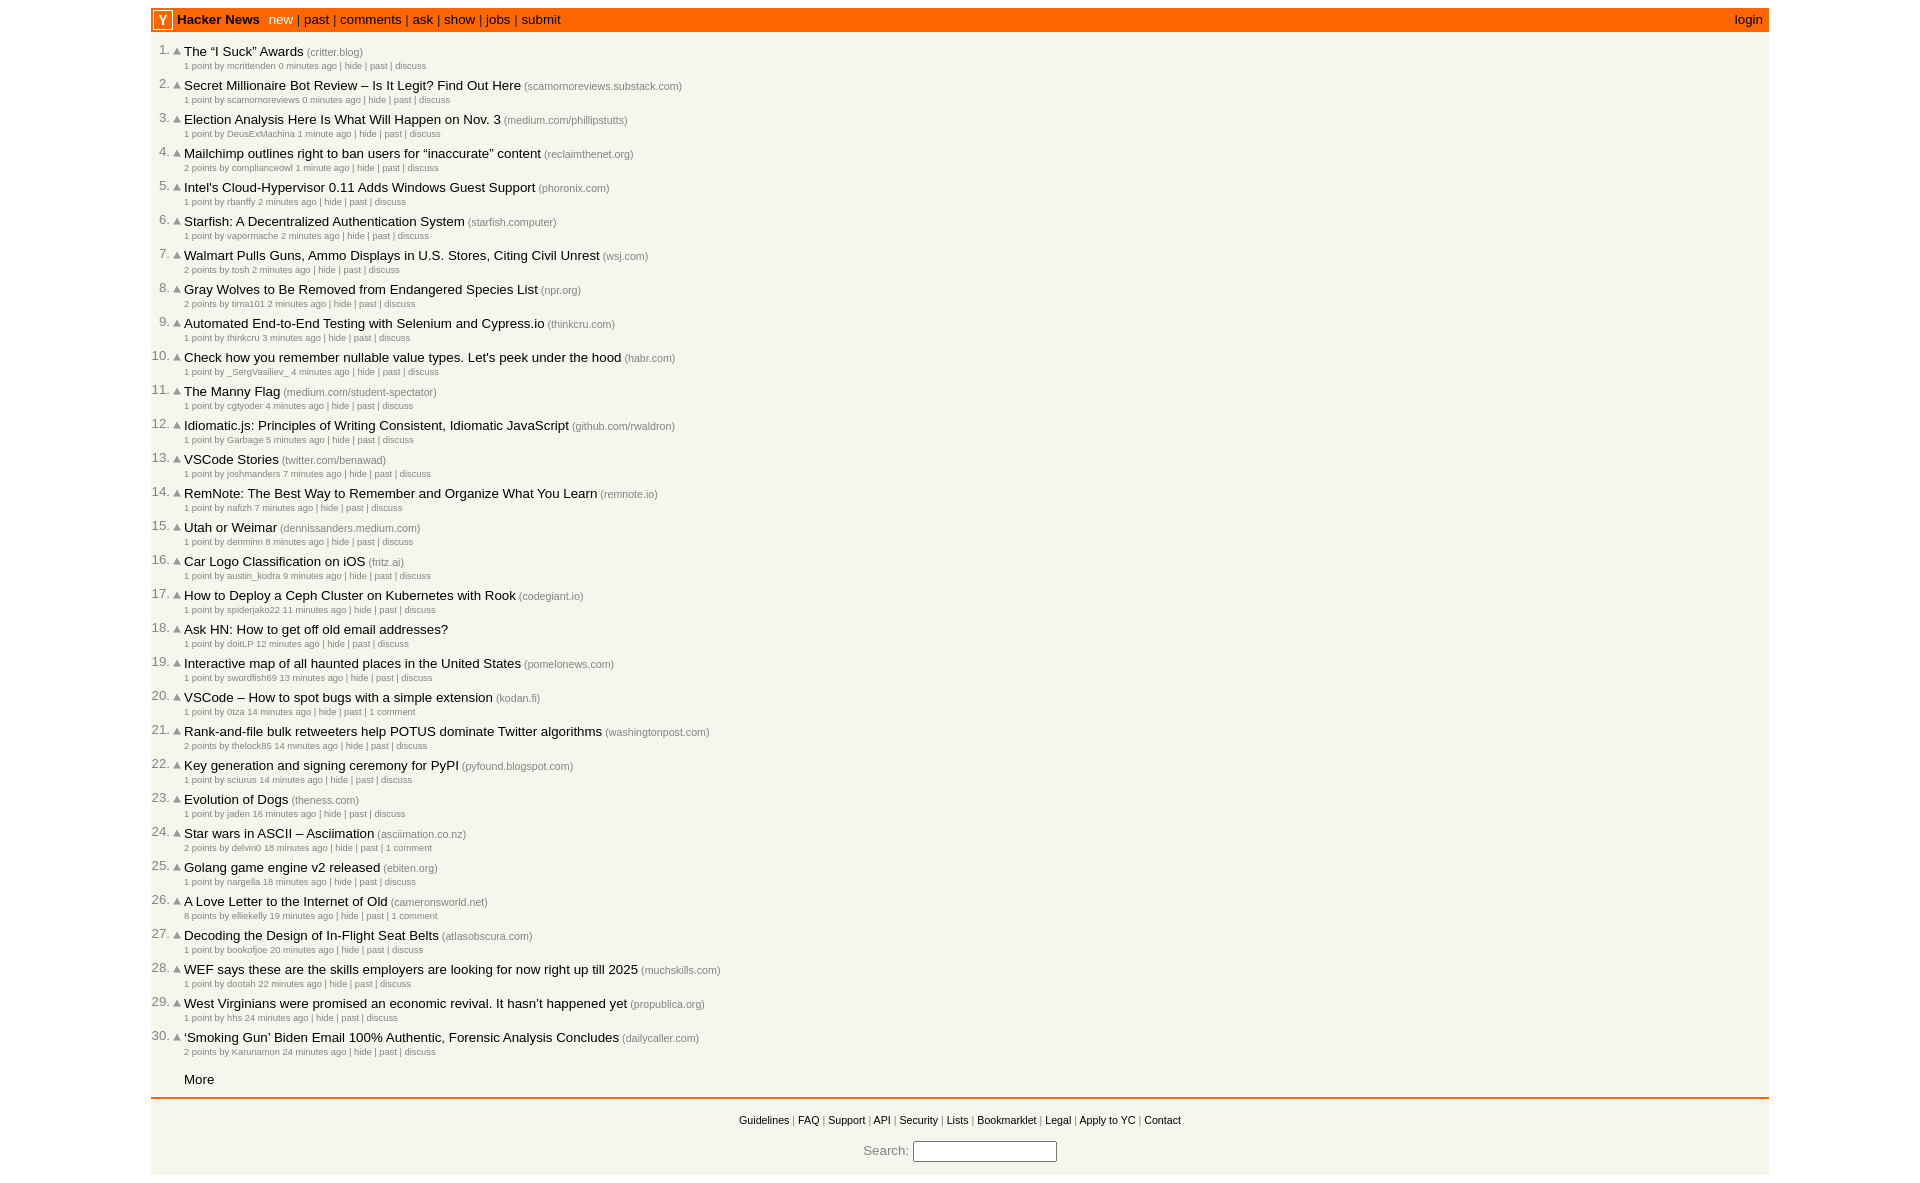 Y Hacker News new | past | comments | ask | show | jobs | submit login
1. The “I Suck” Awards (critter.blog)
1 point by mcrittenden 0 minutes ago | hide | past | discuss
2. Secret Millionaire Bot Review – Is It Legit? Find Out Here (scamornoreviews.substack.com)
1 point by scamornoreviews 0 minutes ago | hide | past | discuss
3. Election Analysis Here Is What Will Happen on Nov. 3 (medium.com/phillipstutts)
1 point by DeusExMachina 1 minute ago | hide | past | discuss
4. Mailchimp outlines right to ban users for “inaccurate” content (reclaimthenet.org)
2 points by complianceowl 1 minute ago | hide | past | discuss
5. Intel's Cloud-Hypervisor 0.11 Adds Windows Guest Support (phoronix.com)
1 point by rbanffy 2 minutes ago | hide | past | discuss
6. Starfish: A Decentralized Authentication System (starfish.computer)
1 point by vapormache 2 minutes ago | hide | past | discuss
7. Walmart Pulls Guns, Ammo Displays in U.S. Stores, Citing Civil Unrest (wsj.com)
2 points by tosh 2 minutes ago | hide | past | discuss
8. Gray Wolves to Be Removed from Endangered Species List (npr.org)
2 points by tima101 2 minutes ago | hide | past | discuss
9. Automated End-to-End Testing with Selenium and Cypress.io (thinkcru.com)
1 point by thinkcru 3 minutes ago | hide | past | discuss
10. Check how you remember nullable value types. Let's peek under the hood (habr.com)
1 point by _SergVasiliev_ 4 minutes ago | hide | past | discuss
11. The Manny Flag (medium.com/student-spectator)
1 point by cgtyoder 4 minutes ago | hide | past | discuss
12. Idiomatic.js: Principles of Writing Consistent, Idiomatic JavaScript (github.com/rwaldron)
1 point by Garbage 5 minutes ago | hide | past | discuss
13. VSCode Stories (twitter.com/benawad)
1 point by joshmanders 7 minutes ago | hide | past | discuss
14. RemNote: The Best Way to Remember and Organize What You Learn (remnote.io)
1 point by nafizh 7 minutes ago | hide | past | discuss
15. Utah or Weimar (dennissanders.medium.com)
1 point by denminn 8 minutes ago | hide | past | discuss
16. Car Logo Classification on iOS (fritz.ai)
1 point by austin_kodra 9 minutes ago | hide | past | discuss
17. How to Deploy a Ceph Cluster on Kubernetes with Rook (codegiant.io)
1 point by spiderjako22 11 minutes ago | hide | past | discuss
18. Ask HN: How to get off old email addresses?
1 point by doitLP 12 minutes ago | hide | past | discuss
19. Interactive map of all haunted places in the United States (pomelonews.com)
1 point by swordfish69 13 minutes ago | hide | past | discuss
20. VSCode – How to spot bugs with a simple extension (kodan.fi)
1 point by 0tza 14 minutes ago | hide | past | 1 comment
21. Rank-and-file bulk retweeters help POTUS dominate Twitter algorithms (washingtonpost.com)
2 points by thelock85 14 minutes ago | hide | past | discuss
22. Key generation and signing ceremony for PyPI (pyfound.blogspot.com)
1 point by sciurus 14 minutes ago | hide | past | discuss
23. Evolution of Dogs (theness.com)
1 point by jaden 16 minutes ago | hide | past | discuss
24. Star wars in ASCII – Asciimation (asciimation.co.nz)
2 points by delvin0 18 minutes ago | hide | past | 1 comment
25. Golang game engine v2 released (ebiten.org)
1 point by nargella 18 minutes ago | hide | past | discuss
26. A Love Letter to the Internet of Old (cameronsworld.net)
8 points by elliekelly 19 minutes ago | hide | past | 1 comment
27. Decoding the Design of In-Flight Seat Belts (atlasobscura.com)
1 point by bookofjoe 20 minutes ago | hide | past | discuss
28. WEF says these are the skills employers are looking for now right up till 2025 (muchskills.com)
1 point by dootah 22 minutes ago | hide | past | discuss
29. West Virginians were promised an economic revival. It hasn’t happened yet (propublica.org)
1 point by hhs 24 minutes ago | hide | past | discuss
30. ‘Smoking Gun’ Biden Email 100% Authentic, Forensic Analysis Concludes (dailycaller.com)
2 points by Karunamon 24 minutes ago | hide | past | discuss
More
Guidelines | FAQ | Support | API | Security | Lists | Bookmarklet | Legal | Apply to YC | Contact
Search: